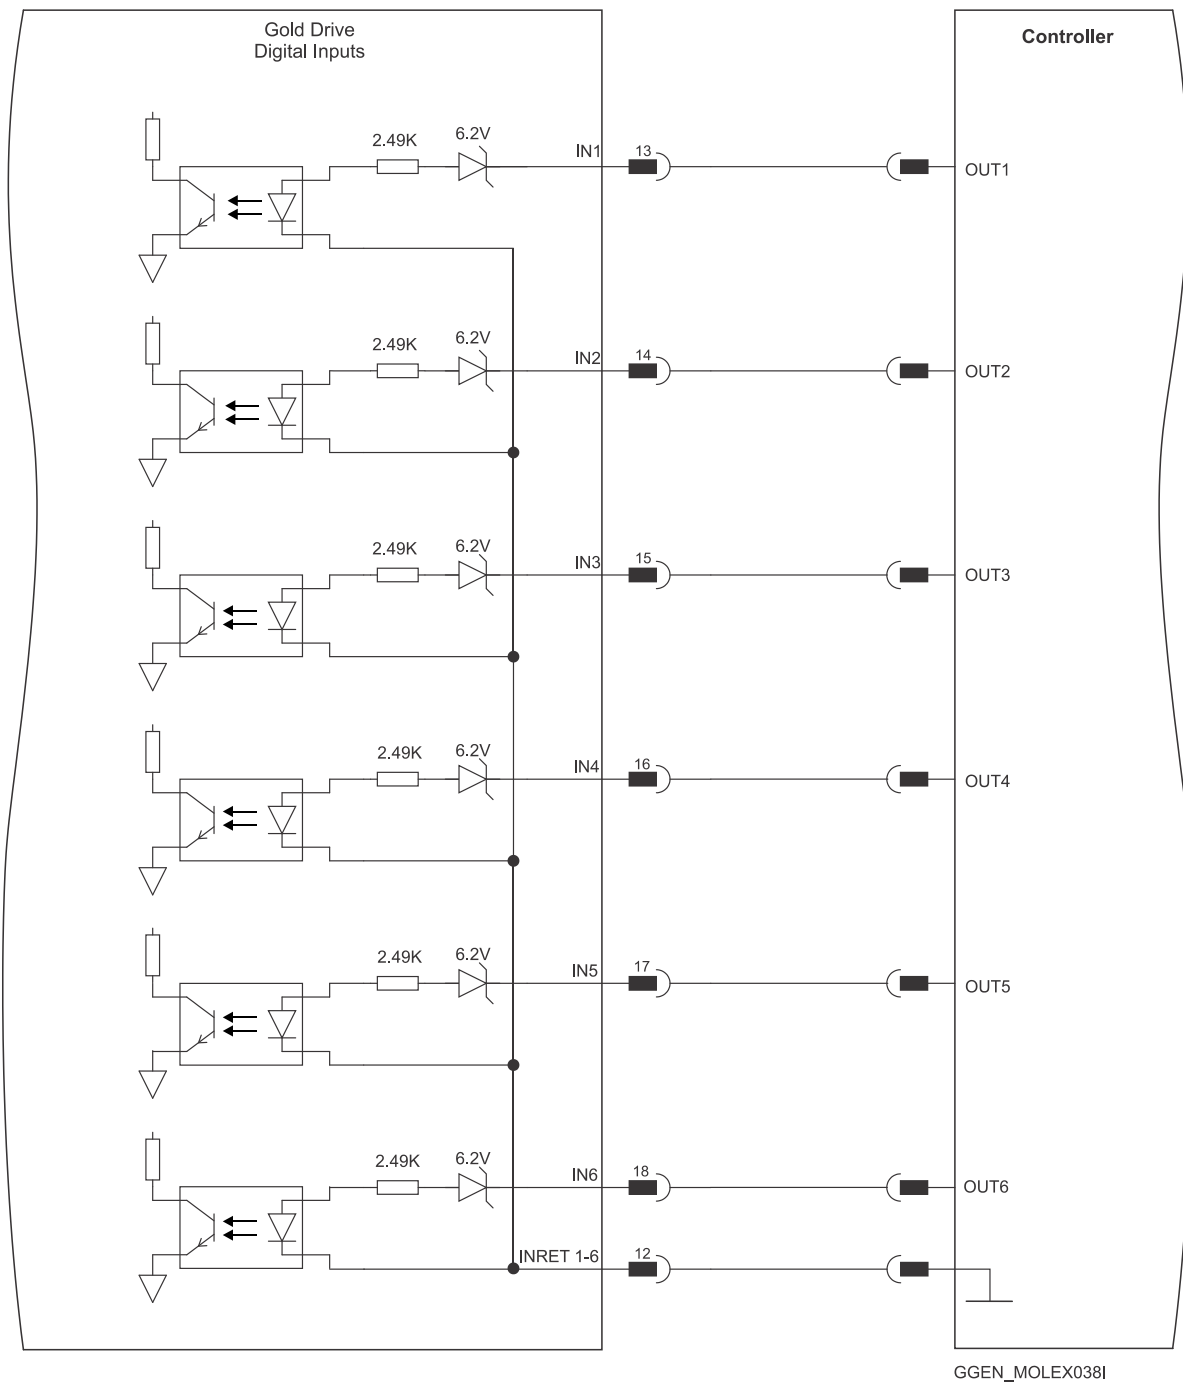 Gold Drive
Digital Inputs
Controller
2.49K
6.2V
IN1
13
OUT1
2.49K
6.2V
IN2
14
OUT2
2.49K
6.2V
IN3
15
OUT3
2.49K
6.2V
IN4
16
OUT4
2.49K
6.2V
IN5
17
OUT5
2.49K
6.2V
IN6
18
OUT6
INRET 1-6
12
GGEN_MOLEX038I